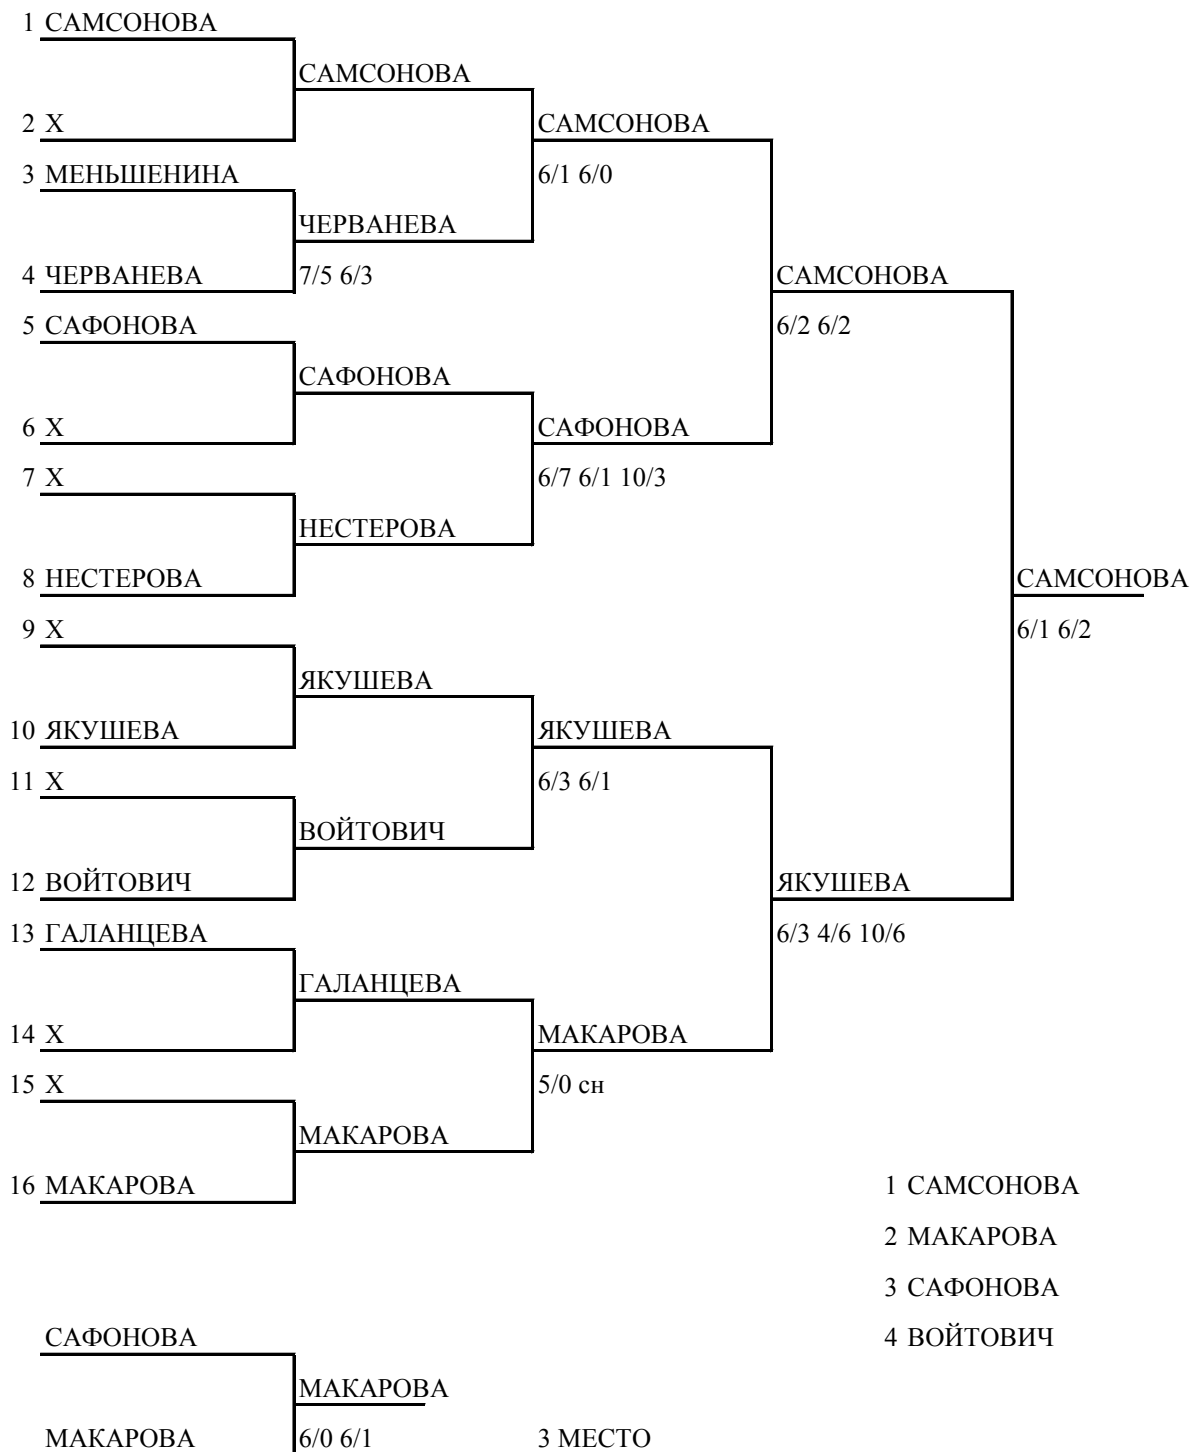 1 САМСОНОВА
САМСОНОВА
2 Х
САМСОНОВА
3 МЕНЬШЕНИНА
6/1 6/0
ЧЕРВАНЕВА
4 ЧЕРВАНЕВА
7/5 6/3
САМСОНОВА
5 САФОНОВА
6/2 6/2
САФОНОВА
6 Х
САФОНОВА
7 Х
6/7 6/1 10/3
НЕСТЕРОВА
8 НЕСТЕРОВА
САМСОНОВА
9 Х
6/1 6/2
ЯКУШЕВА
10 ЯКУШЕВА
ЯКУШЕВА
11 Х
6/3 6/1
ВОЙТОВИЧ
12 ВОЙТОВИЧ
ЯКУШЕВА
13 ГАЛАНЦЕВА
6/3 4/6 10/6
ГАЛАНЦЕВА
14 Х
МАКАРОВА
15 Х
5/0 сн
МАКАРОВА
16 МАКАРОВА
1 САМСОНОВА
2 МАКАРОВА
3 САФОНОВА
4 ВОЙТОВИЧ
САФОНОВА
МАКАРОВА
МАКАРОВА
6/0 6/1
3 МЕСТО